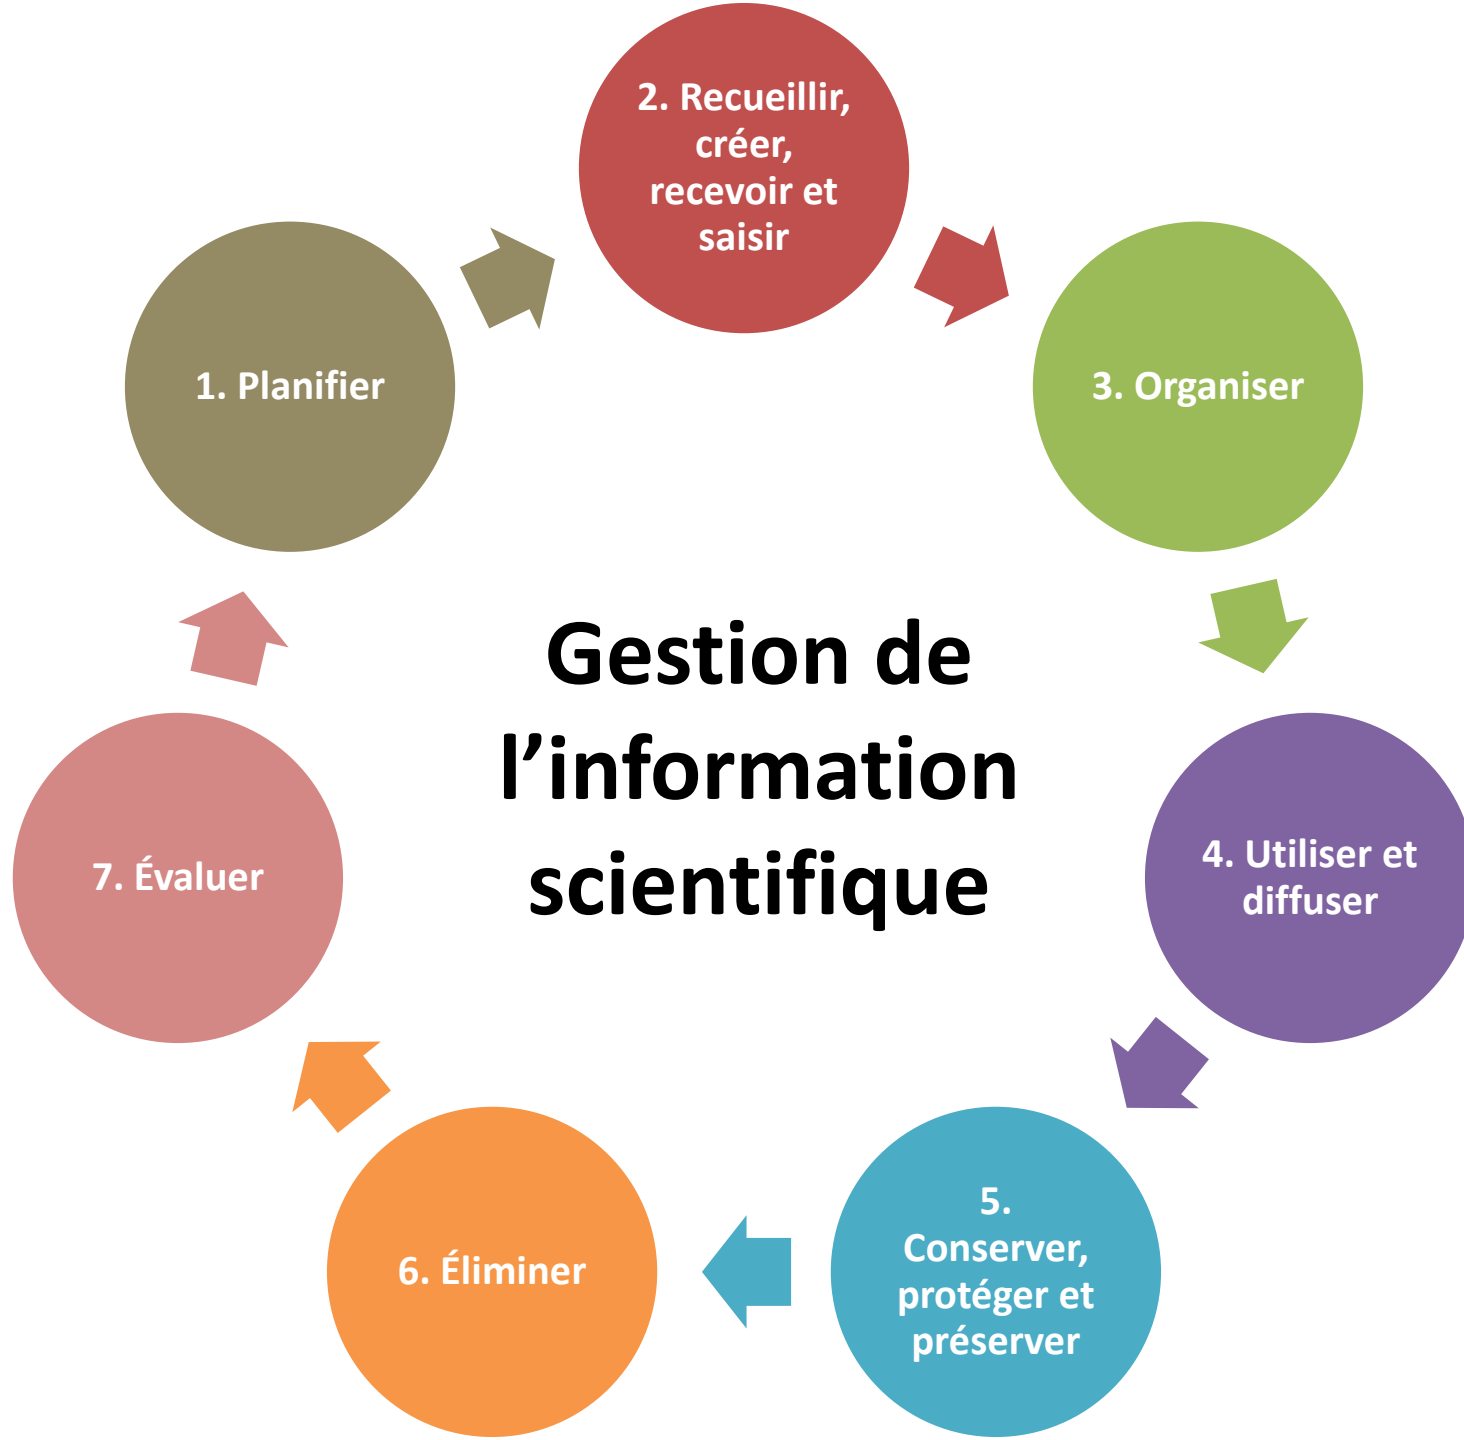 1. Planifier
2. Recueillir,
créer,
recevoir et
saisir
3. Organiser
4. Utiliser et
diffuser
5.
Conserver,
protéger et
préserver
6. Éliminer
7. Évaluer
Gestion de
l’information
scientifique